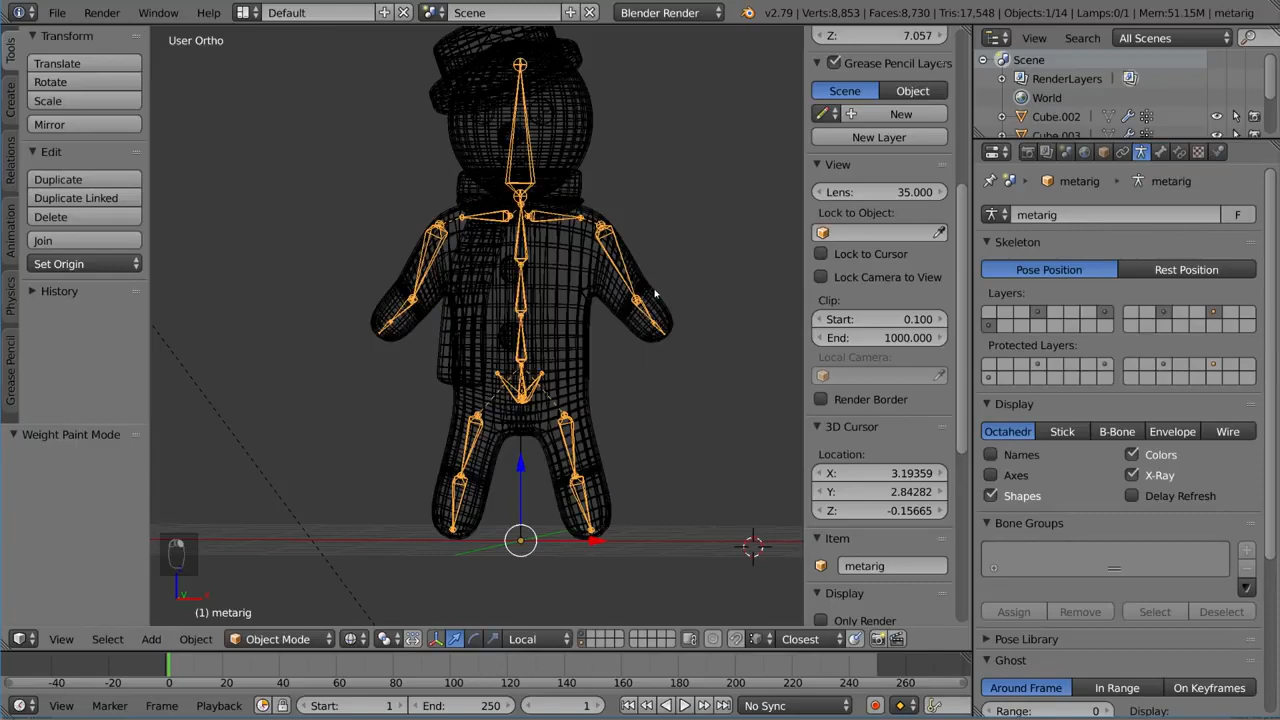 File Render Window Help Default Scene Blender Render v2.79 | Verts:8,853 | Faces:8,730 | Tris:17,548 | Objects:1/14 | Lamps:0/1 | Mem:51.15M | metarig
Tools
Create
Relations
Animation
Physics
Grease Pencil
Transform
Translate
Rotate
Scale
Mirror
Edit
Duplicate
Duplicate Linked
Delete
Join
Set Origin
History
Weight Paint Mode
User Ortho
(1) metarig
Z: 7.057
Grease Pencil Layers
Scene Object
New
New Layer
View
Lens: 35.000
Lock to Object:
Lock to Cursor
Lock Camera to View
Clip:
Start: 0.100
End: 1000.000
Local Camera:
Render Border
3D Cursor
Location:
X: 3.19359
Y: 2.84282
Z: -0.15665
Item
metarig
Display
Only Render
View Search All Scenes
Scene
RenderLayers
World
Cube.002
Cube.003
metarig metarig
metarig F
Skeleton
Pose Position Rest Position
Layers:
Protected Layers:
Display
Octahedr Stick B-Bone Envelope Wire
Names Colors
Axes X-Ray
Shapes Delay Refresh
Bone Groups
Assign Remove Select Deselect
Pose Library
Ghost
Around Frame In Range On Keyframes
Range: 0 Display:
View Select Add Object Object Mode Local Closest
-40 -20 0 20 40 60 80 100 120 140 160 180 200 220 240 260
View Marker Frame Playback Start: 1 End: 250 1 No Sync